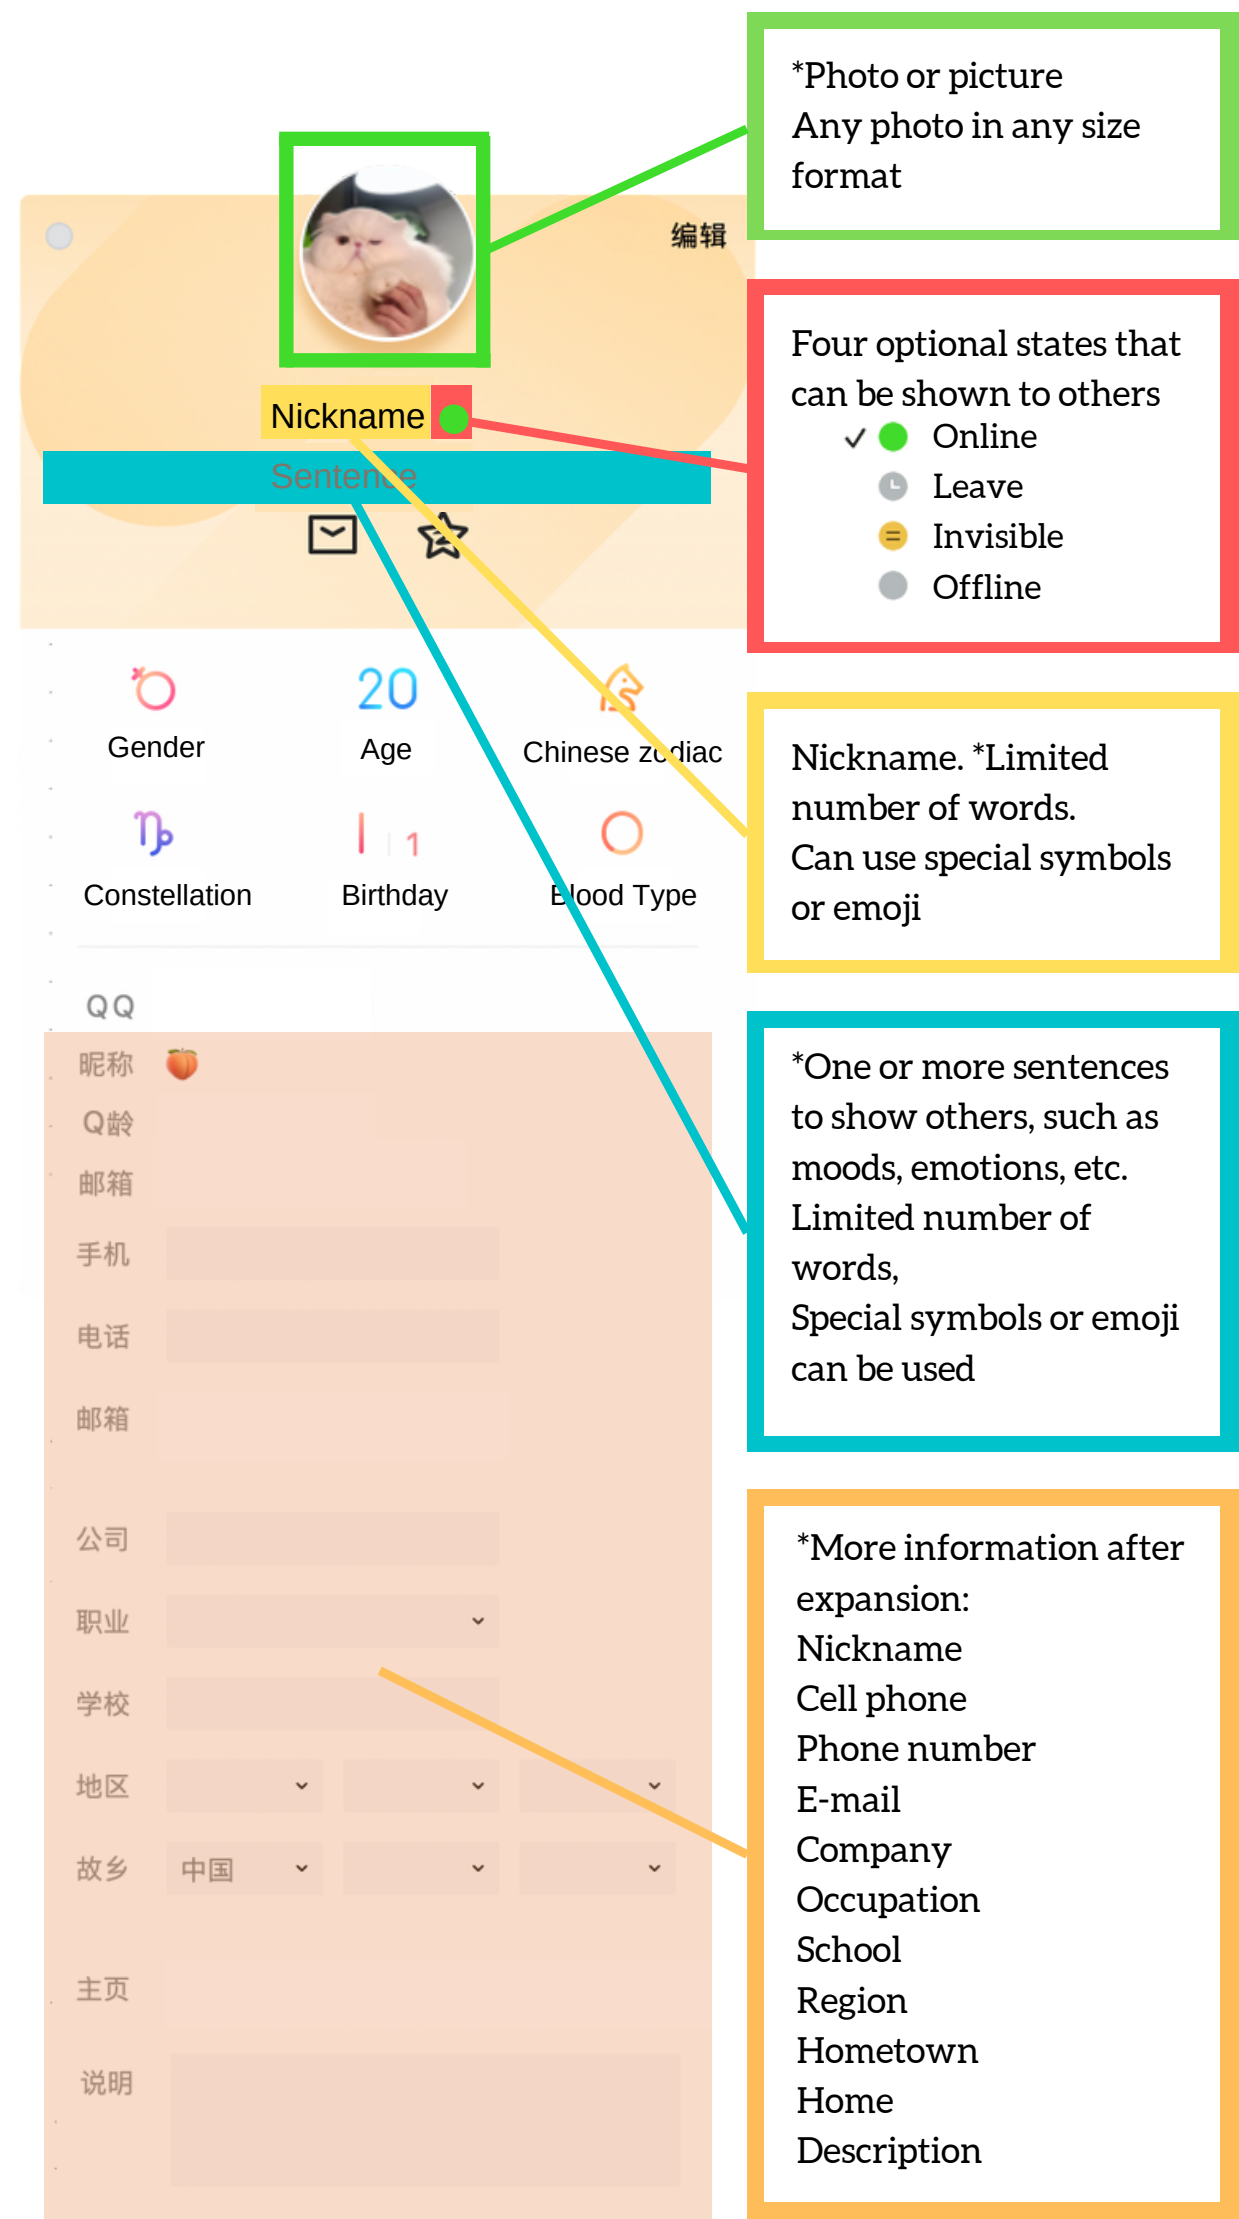 *Photo or picture
Any photo in any size
format
编辑
Four optional states that
can be shown to others
Online
Leave
Invisible
Offline
Nickname
Sentence
20
Gender
Age
Chinese zodiac
1
Constellation
Birthday
Blood Type
Nickname. *Limited
number of words.
Can use special symbols
or emoji
QQ
昵称 🍑
Q龄
邮箱
手机
电话
邮箱
公司
职业
学校
地区
故乡 中国
主页
说明
*One or more sentences
to show others, such as
moods, emotions, etc.
Limited number of
words,
Special symbols or emoji
can be used
*More information after
expansion:
Nickname
Cell phone
Phone number
E-mail
Company
Occupation
School
Region
Hometown
Home
Description